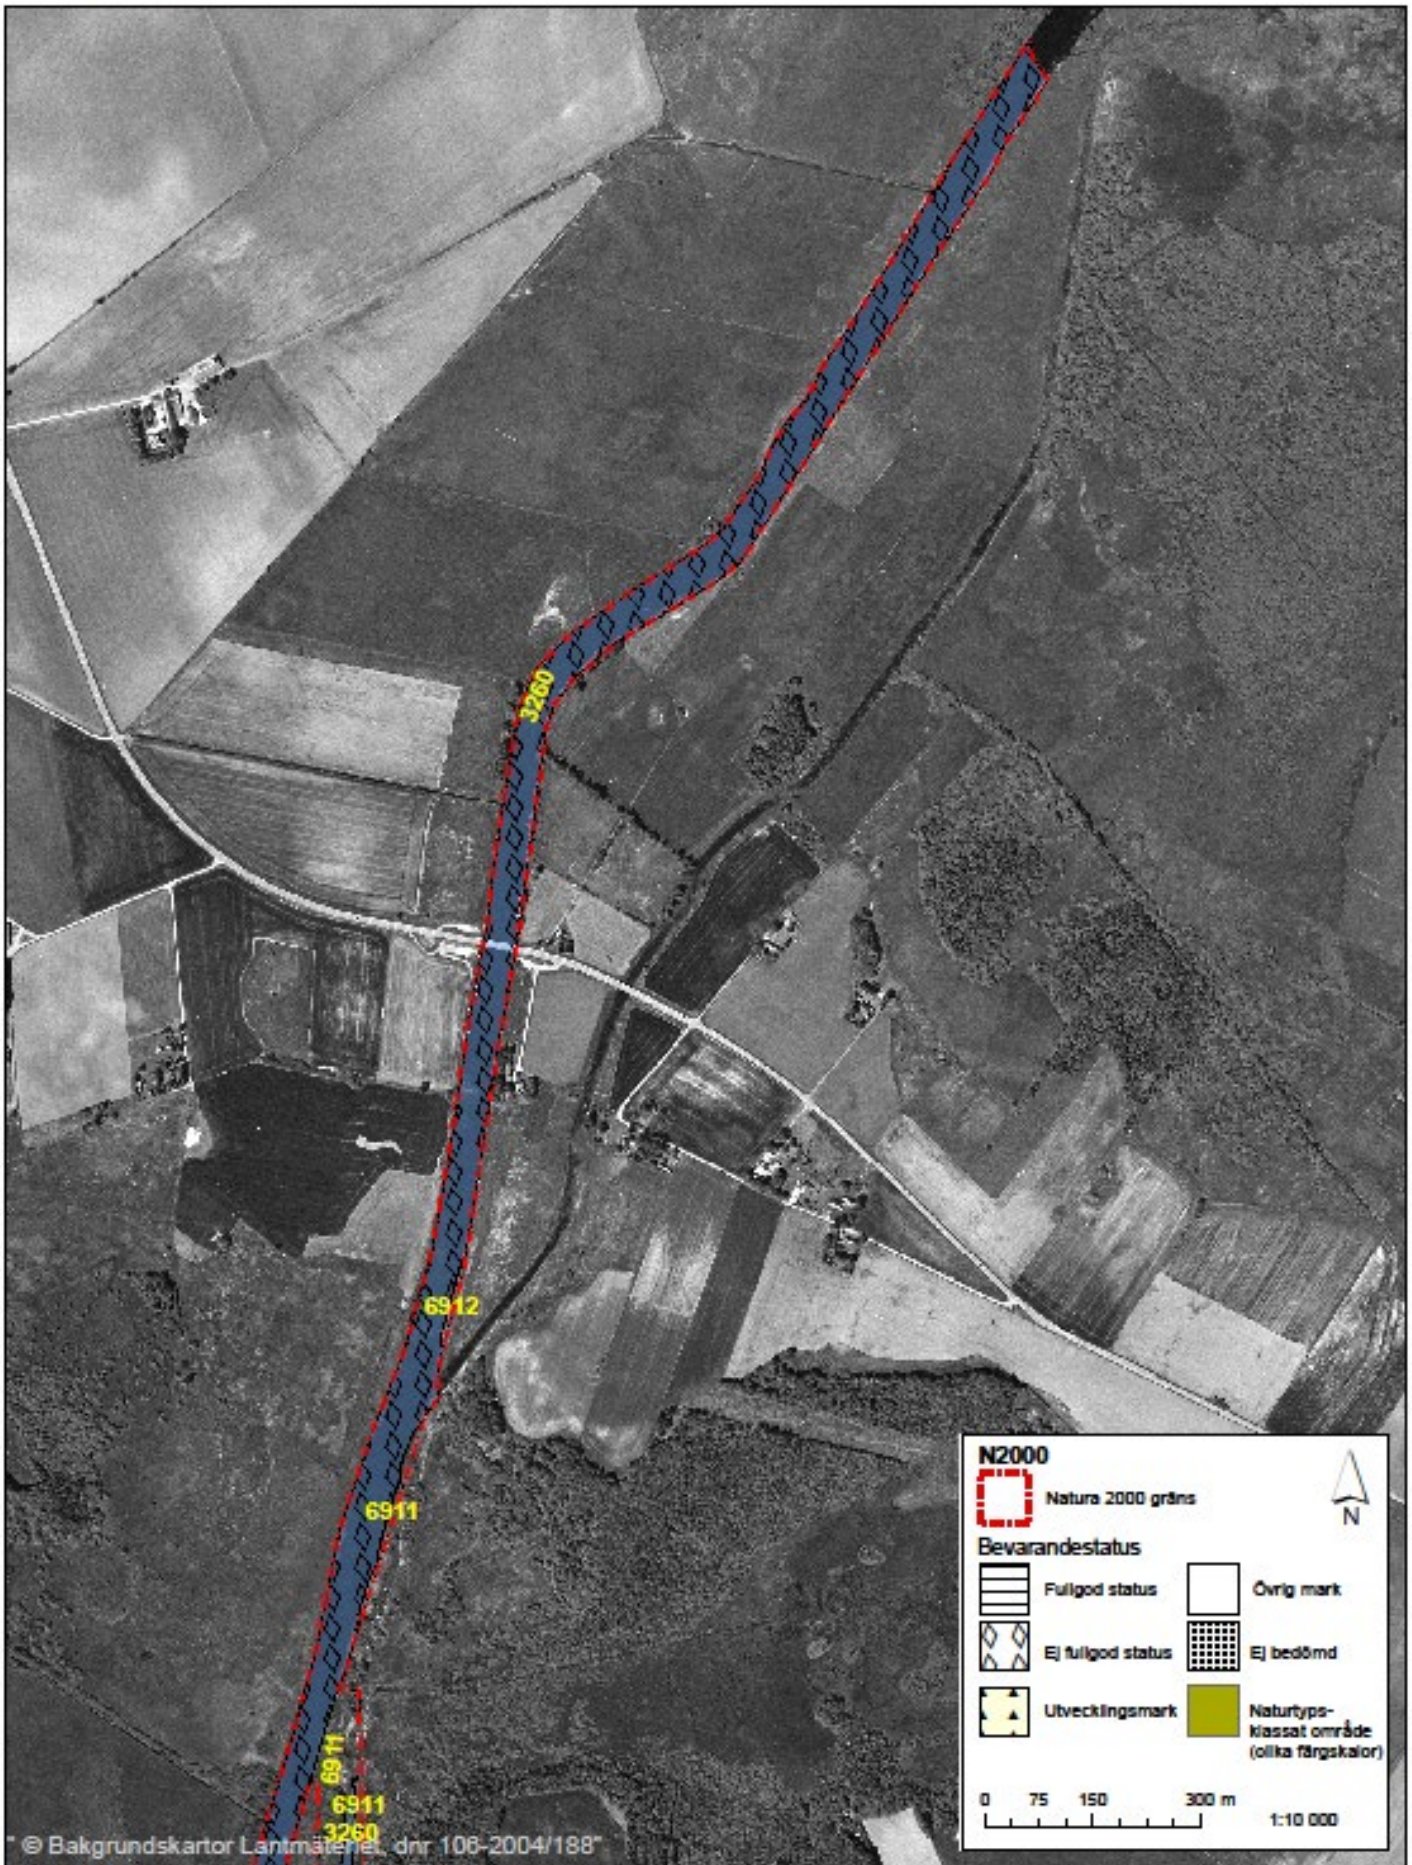 3260
6912
6911
6911
6911
3260
" © Bakgrundskartor Lantmäteriet, dnr 106-2004/188"
N2000
Natura 2000 gräns
N
Bevarandestatus
Fullgod status
Övrig mark
Ej fullgod status
Ej bedömd
Utvecklingsmark
Naturtyps-
klassat område
(olika färgskalor)
0 75 150 300 m
1:10 000